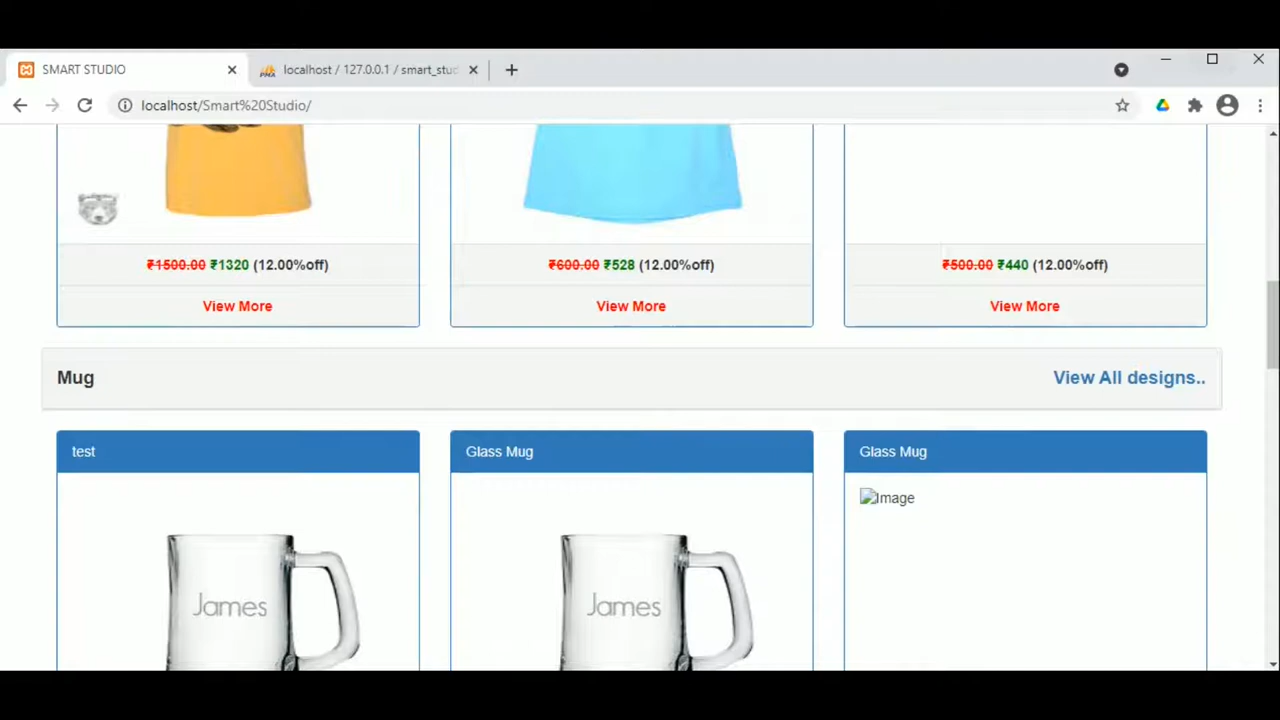 SMART STUDIO
localhost / 127.0.0.1 / smart_stud
localhost/Smart%20Studio/
₹1500.00 ₹1320 (12.00%off)
₹600.00 ₹528 (12.00%off)
₹500.00 ₹440 (12.00%off)
View More
View More
View More
Mug
View All designs..
test
Glass Mug
Glass Mug
James
James
Image